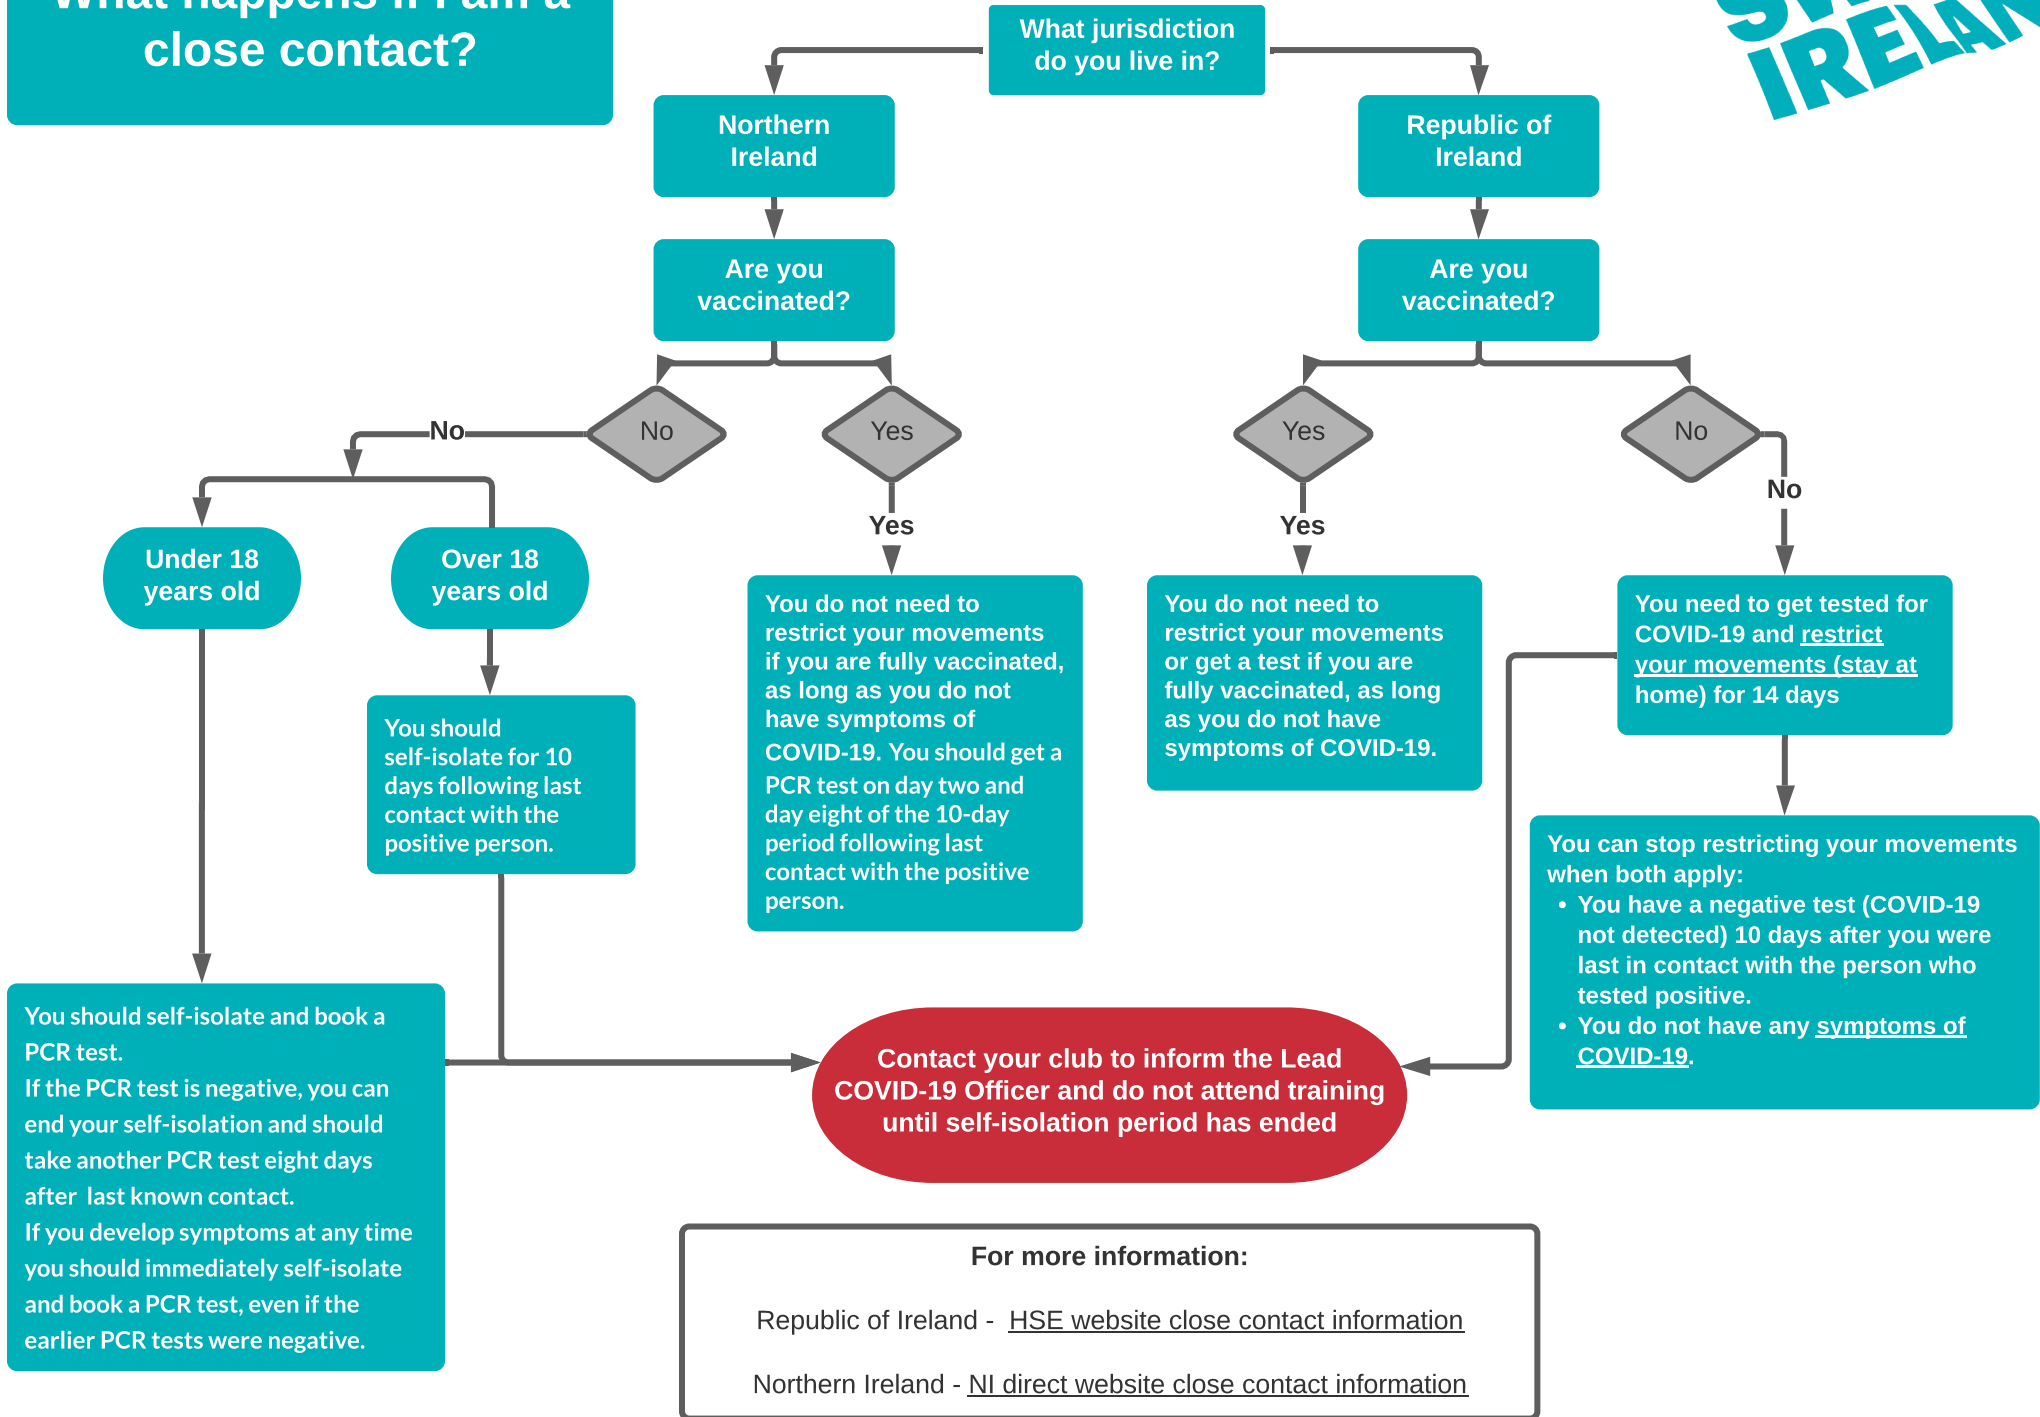 What happens if I am a
close contact?
What jurisdiction
do you live in?
IRELAND
Northern
Ireland
Republic of
Ireland
Are you
vaccinated?
Are you
vaccinated?
No
Yes
Yes
No
No
Yes
Yes
No
Under 18
years old
Over 18
years old
You should
self-isolate for 10
days following last
contact with the
positive person.
You do not need to
restrict your movements
if you are fully vaccinated,
as long as you do not
have symptoms of
COVID-19. You should get a
PCR test on day two and
day eight of the 10-day
period following last
contact with the positive
person.
You do not need to
restrict your movements
or get a test if you are
fully vaccinated, as long
as you do not have
symptoms of COVID-19.
You need to get tested for
COVID-19 and restrict
your movements (stay at
home) for 14 days
You can stop restricting your movements
when both apply:
• You have a negative test (COVID-19
not detected) 10 days after you were
last in contact with the person who
tested positive.
• You do not have any symptoms of
COVID-19.
You should self-isolate and book a
PCR test.
If the PCR test is negative, you can
end your self-isolation and should
take another PCR test eight days
after last known contact.
If you develop symptoms at any time
you should immediately self-isolate
and book a PCR test, even if the
earlier PCR tests were negative.
Contact your club to inform the Lead
COVID-19 Officer and do not attend training
until self-isolation period has ended
For more information:
Republic of Ireland - HSE website close contact information
Northern Ireland - NI direct website close contact information